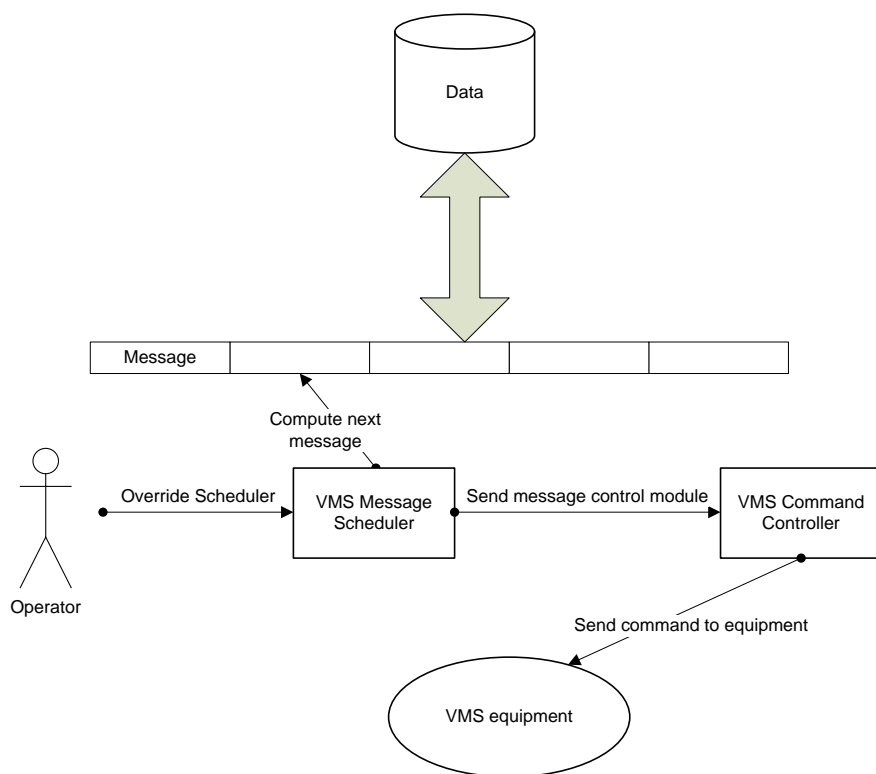 Data
Message
Compute next
message
Override Scheduler
VMS Message
Scheduler
Send message control module
VMS Command
Controller
Operator
Send command to equipment
VMS equipment